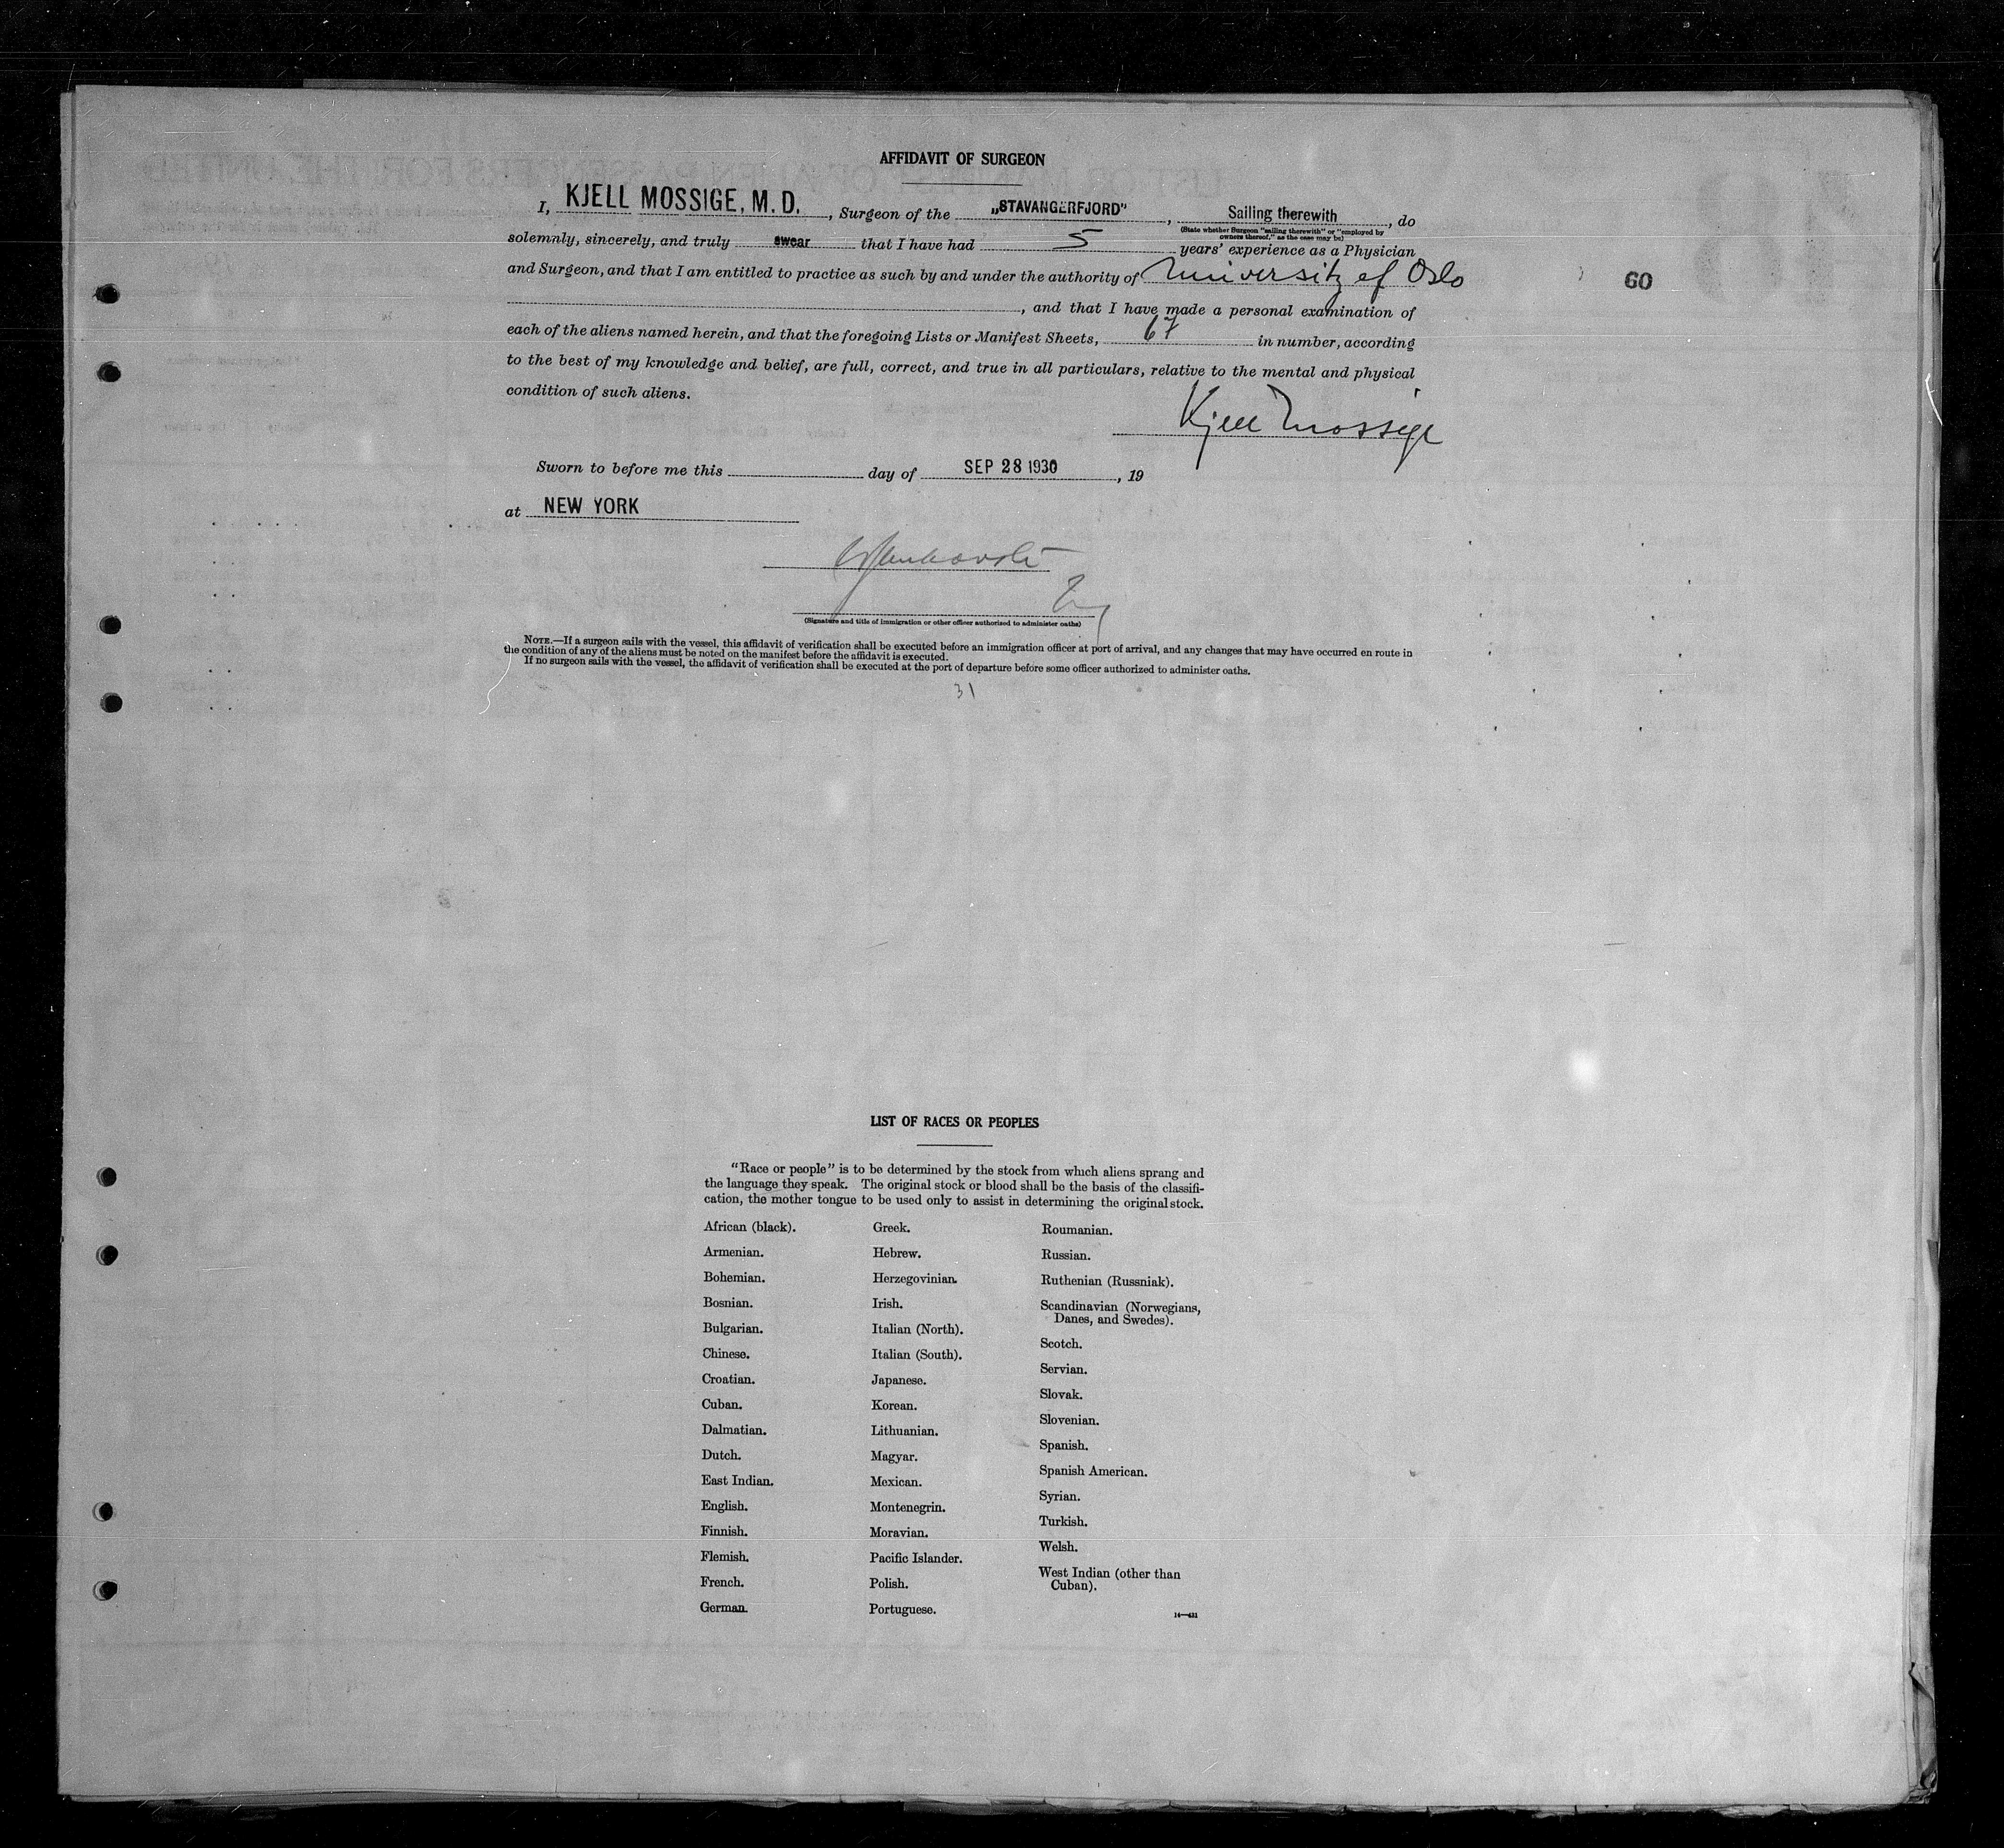 AFFIDAVIT OF SURGEON
I, KJELL MOSSIGE, M. D. , Surgeon of the „STAVANGERFJORD" , Sailing therewith , do
(State whether Surgeon "sailing therewith" or "employed by
owners thereof," as the case may be)
solemnly, sincerely, and truly swear that I have had 5 years' experience as a Physician
and Surgeon, and that I am entitled to practice as such by and under the authority of University of Oslo
60
, and that I have made a personal examination of
each of the aliens named herein, and that the foregoing Lists or Manifest Sheets, 67 in number, according
to the best of my knowledge and belief, are full, correct, and true in all particulars, relative to the mental and physical
condition of such aliens.
Kjell Mossige
Sworn to before me this day of SEP 28 1930 , 19
at NEW YORK
(Signature and title of immigration or other officer authorized to administer oaths)
NOTE.—If a surgeon sails with the vessel, this affidavit of verification shall be executed before an immigration officer at port of arrival, and any changes that may have occurred en route in
the condition of any of the aliens must be noted on the manifest before the affidavit is executed.
If no surgeon sails with the vessel, the affidavit of verification shall be executed at the port of departure before some officer authorized to administer oaths.
31
LIST OF RACES OR PEOPLES
"Race or people" is to be determined by the stock from which aliens sprang and
the language they speak. The original stock or blood shall be the basis of the classifi-
cation, the mother tongue to be used only to assist in determining the original stock.
African (black).
Armenian.
Bohemian.
Bosnian.
Bulgarian.
Chinese.
Croatian.
Cuban.
Dalmatian.
Dutch.
East Indian.
English.
Finnish.
Flemish.
French.
German.
Greek.
Hebrew.
Herzegovinian.
Irish.
Italian (North).
Italian (South).
Japanese.
Korean.
Lithuanian.
Magyar.
Mexican.
Montenegrin.
Moravian.
Pacific Islander.
Polish.
Portuguese.
Roumanian.
Russian.
Ruthenian (Russniak).
Scandinavian (Norwegians,
Danes, and Swedes).
Scotch.
Servian.
Slovak.
Slovenian.
Spanish.
Spanish American.
Syrian.
Turkish.
Welsh.
West Indian (other than
Cuban).
14—431